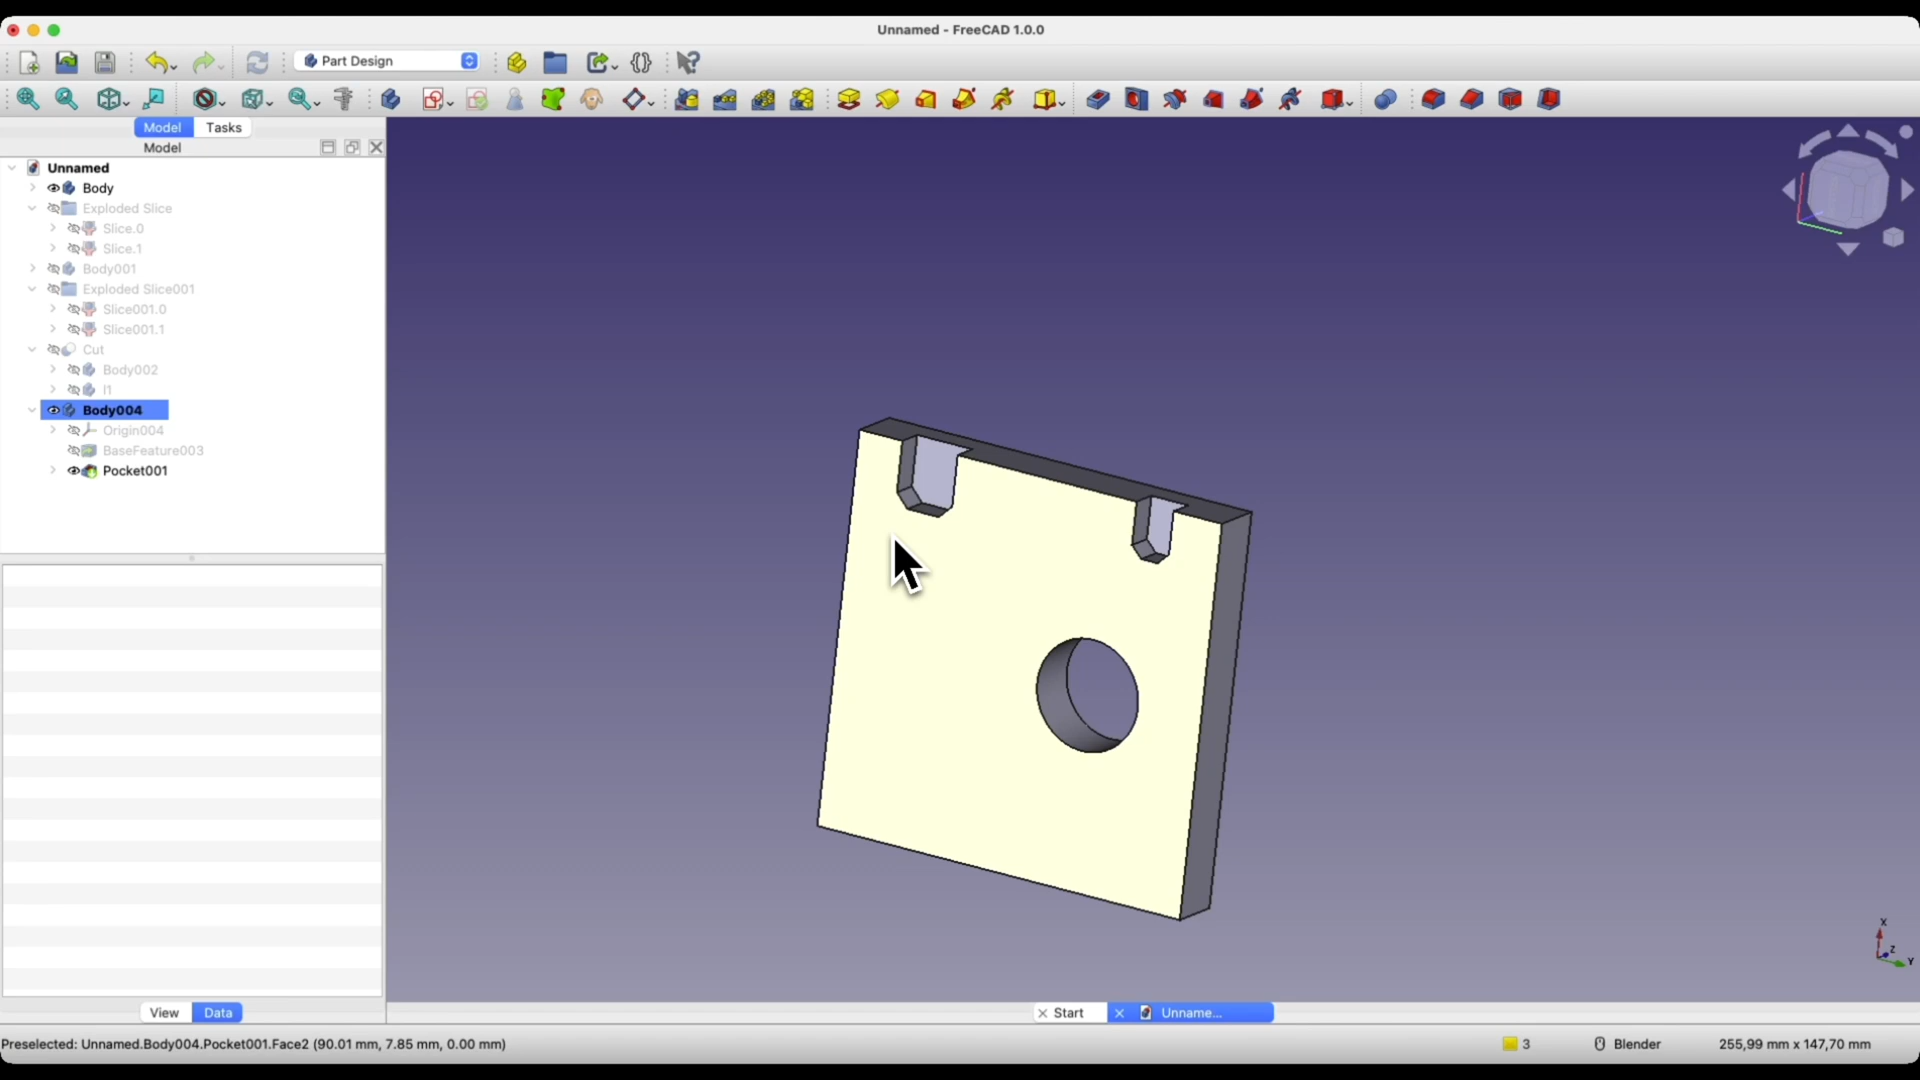 Unnamed - FreeCAD 1.0.0
Part Design
Model
Tasks
Model
Unnamed
Body
Exploded Slice
Slice.0
Slice.1
Body001
Exploded Slice001
Slice001.0
Slice001.1
Cut
Body002
l1
Body004
Origin004
BaseFeature003
Pocket001
X
Z
Y
View
Data
Start
Unname...
Preselected: Unnamed.Body004.Pocket001.Face2 (90.01 mm, 7.85 mm, 0.00 mm)
3
Blender
255,99 mm x 147,70 mm